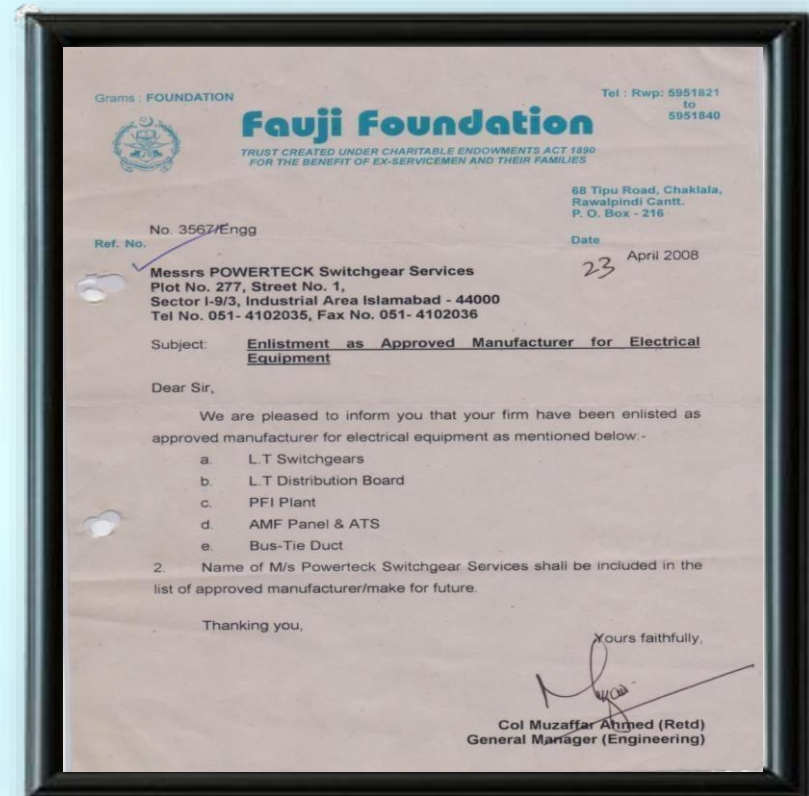 Grams : FOUNDATION
Tel : Rwp: 5951821
to
5951840
Fauji Foundation
TRUST CREATED UNDER CHARITABLE ENDOWMENTS ACT 1890
FOR THE BENEFIT OF EX-SERVICEMEN AND THEIR FAMILIES
68 Tipu Road, Chaklala,
Rawalpindi Cantt.
P. O. Box - 216
No. 3567/Engg
Ref. No.
Date
23 April 2008
Messrs POWERTECK Switchgear Services
Plot No. 277, Street No. 1,
Sector I-9/3, Industrial Area Islamabad - 44000
Tel No. 051- 4102035, Fax No. 051- 4102036
Subject: Enlistment as Approved Manufacturer for Electrical
Equipment
Dear Sir,
We are pleased to inform you that your firm have been enlisted as
approved manufacturer for electrical equipment as mentioned below:-
a. L.T Switchgears
b. L.T Distribution Board
c. PFI Plant
d. AMF Panel & ATS
e. Bus-Tie Duct
2. Name of M/s Powerteck Switchgear Services shall be included in the
list of approved manufacturer/make for future.
Thanking you,
Yours faithfully,
Col Muzaffar Ahmed (Retd)
General Manager (Engineering)